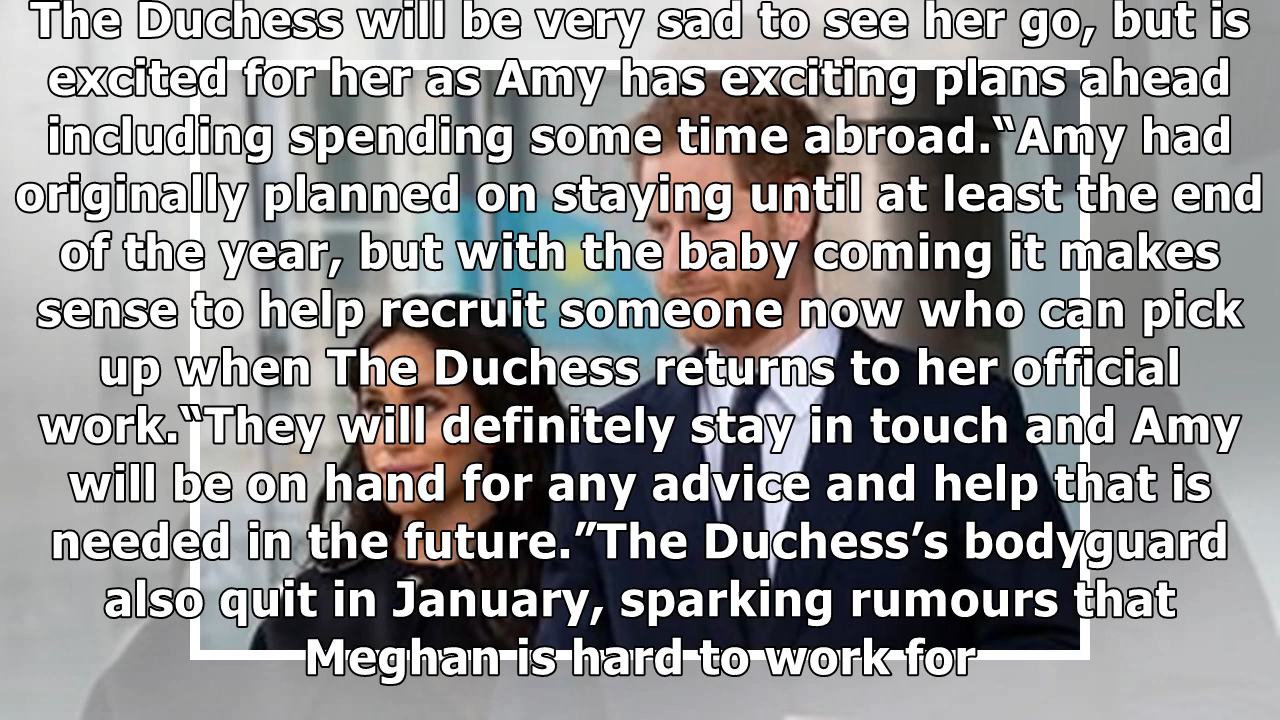 The Duchess will be very sad to see her go, but is
excited for her as Amy has exciting plans ahead
including spending some time abroad.“Amy had
originally planned on staying until at least the end
of the year, but with the baby coming it makes
sense to help recruit someone now who can pick
up when The Duchess returns to her official
work.“They will definitely stay in touch and Amy
will be on hand for any advice and help that is
needed in the future.”The Duchess’s bodyguard
also quit in January, sparking rumours that
Meghan is hard to work for